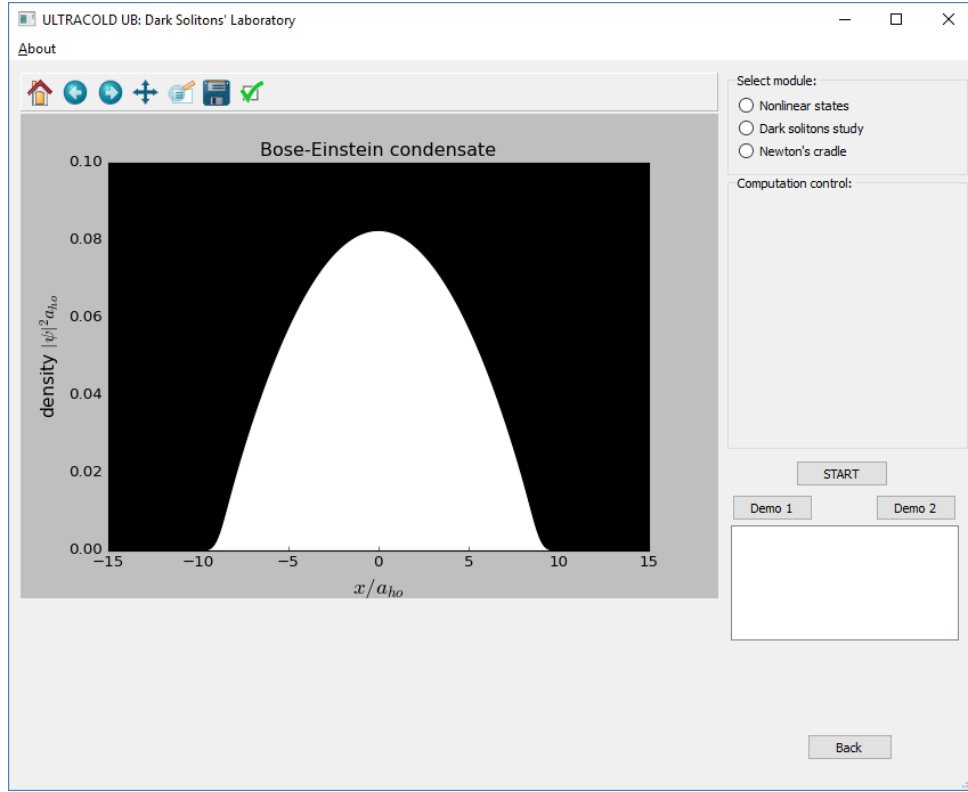 ULTRACOLD UB: Dark Solitons' Laboratory
About
Select module:
Nonlinear states
Dark solitons study
Newton's cradle
Computation control:
Bose-Einstein condensate
0.10
0.08
0.06
0.04
0.02
0.00
density |ψ|²a_ho
−15
−10
−5
0
5
10
15
x/a_ho
START
Demo 1
Demo 2
Back